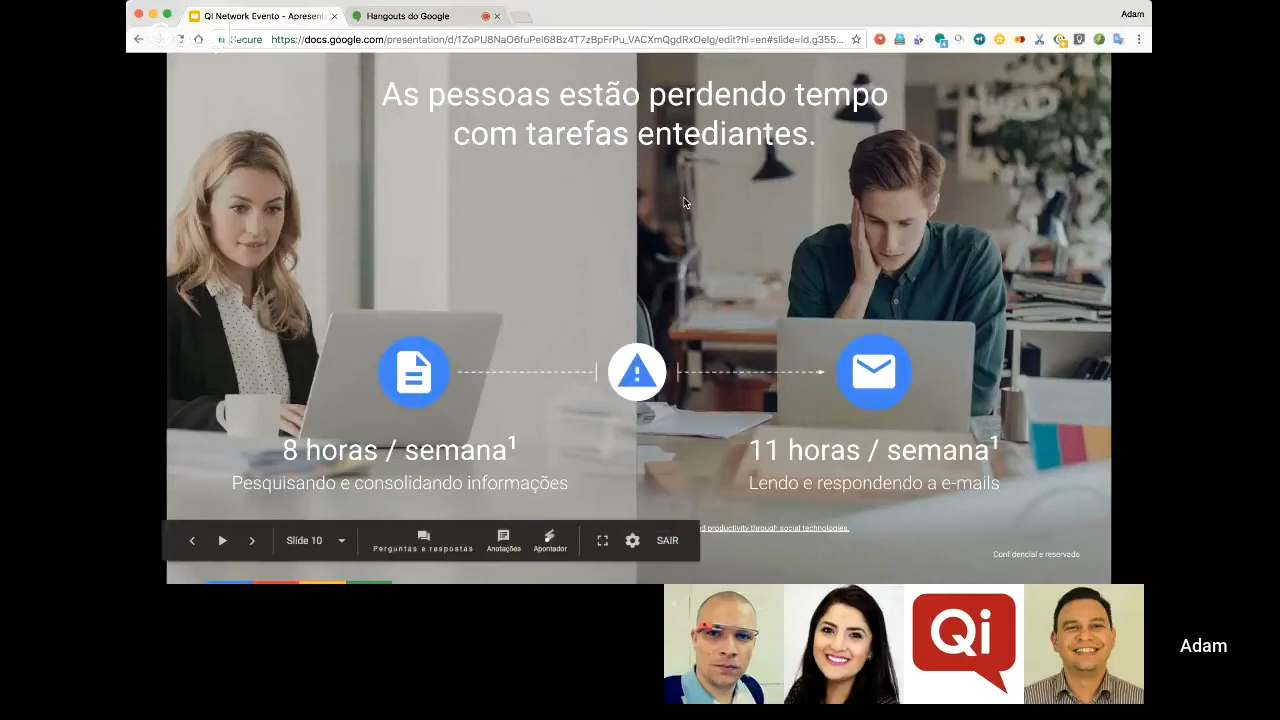 QI Network Evento - Apresent
Hangouts do Google
Adam
Secure
https://docs.google.com/presentation/d/1ZoPU8NaO6fuPei68Bz4T7zBpFrPu_VACXmQgdRxOeIg/edit?hl=en#slide=id.g355...
As pessoas estão perdendo tempo
com tarefas entediantes.
8 horas / semana¹
11 horas / semana¹
Pesquisando e consolidando informações
Lendo e respondendo a e-mails
d productivity through social technologies.
Slide 10
Perguntas e respostas
Anotações
Apontador
SAIR
Confidencial e reservado
Qi
Adam